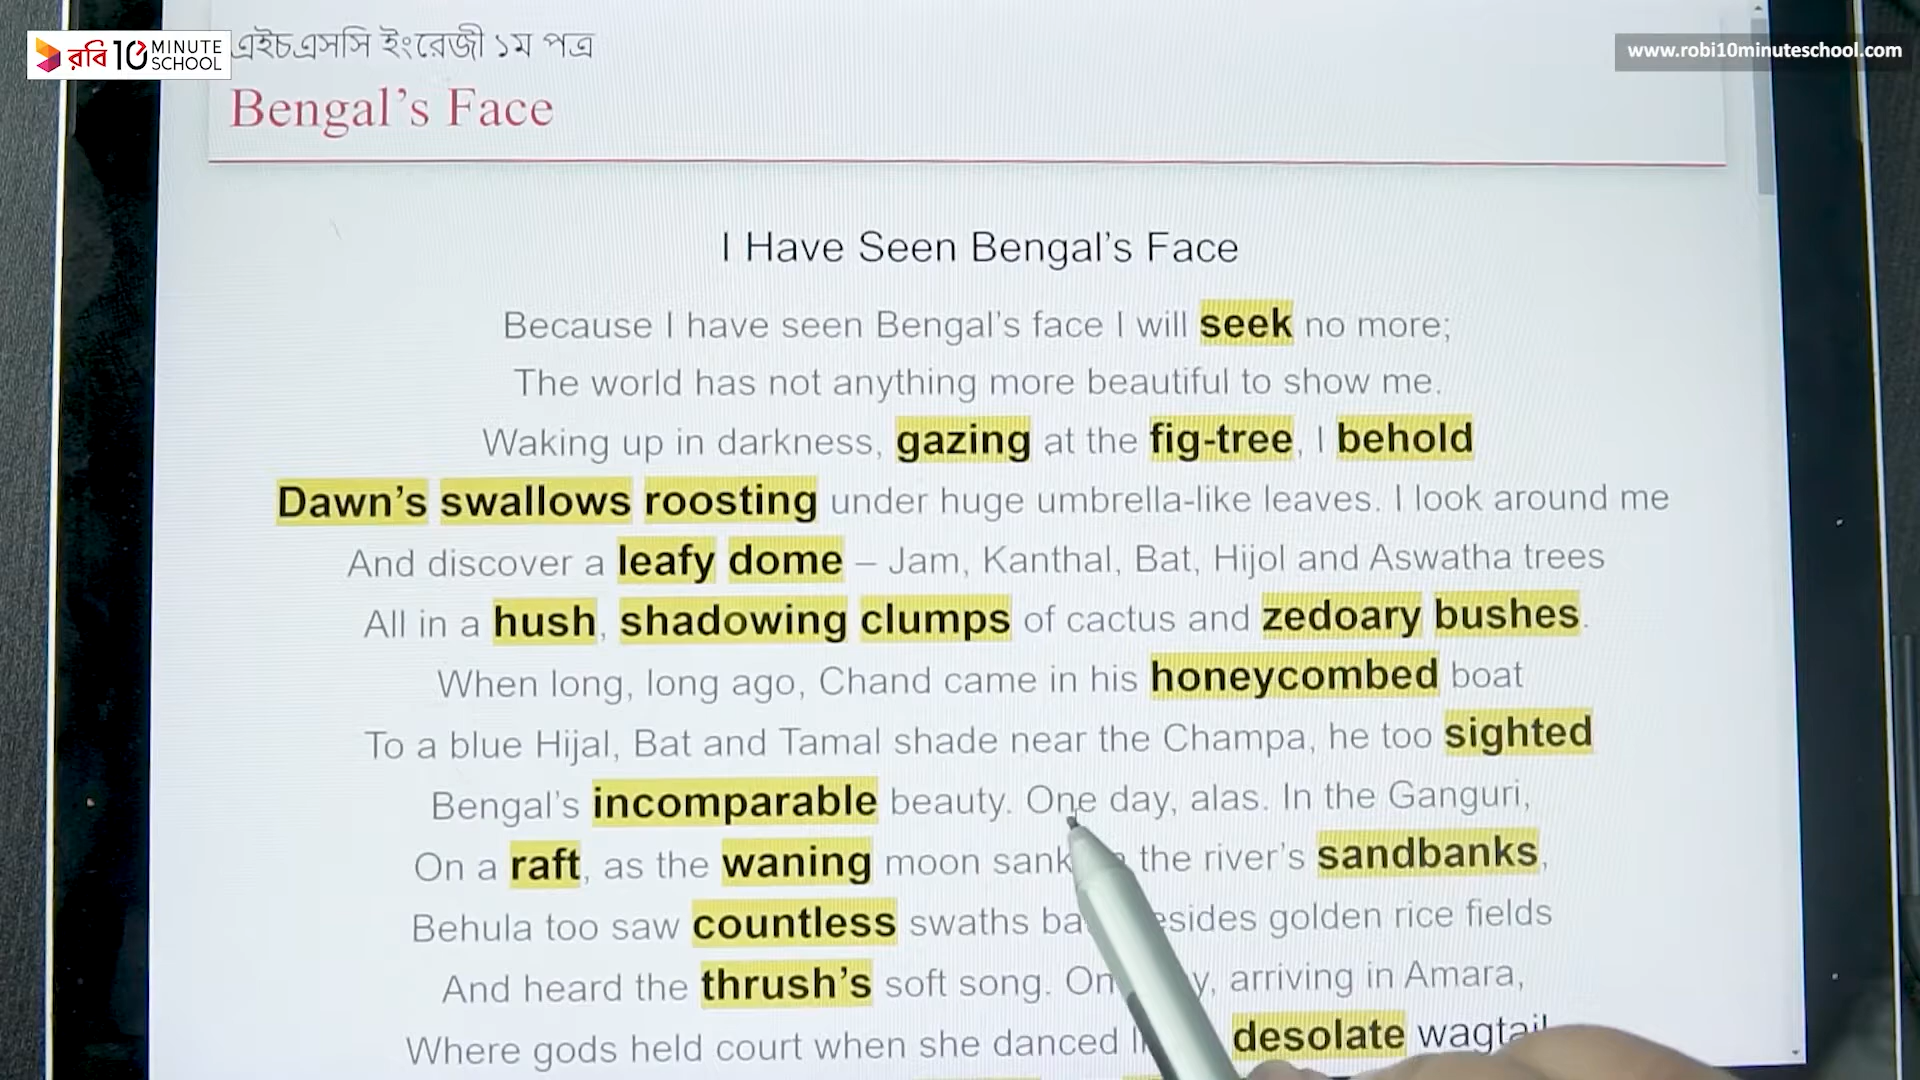 রবি 10 MINUTE SCHOOL
এইচএসসি ইংরেজী ১ম পত্র
www.robi10minuteschool.com
Bengal's Face
I Have Seen Bengal's Face
Because I have seen Bengal's face I will seek no more;
The world has not anything more beautiful to show me.
Waking up in darkness, gazing at the fig-tree, I behold
Dawn's swallows roosting under huge umbrella-like leaves. I look around me
And discover a leafy dome – Jam, Kanthal, Bat, Hijol and Aswatha trees
All in a hush, shadowing clumps of cactus and zedoary bushes.
When long, long ago, Chand came in his honeycombed boat
To a blue Hijal, Bat and Tamal shade near the Champa, he too sighted
Bengal's incomparable beauty. One day, alas. In the Ganguri,
On a raft, as the waning moon sank the river's sandbanks,
Behula too saw countless swaths golden rice fields
And heard the thrush's soft song. arriving in Amara,
Where gods held court when she danced desolate wagtail